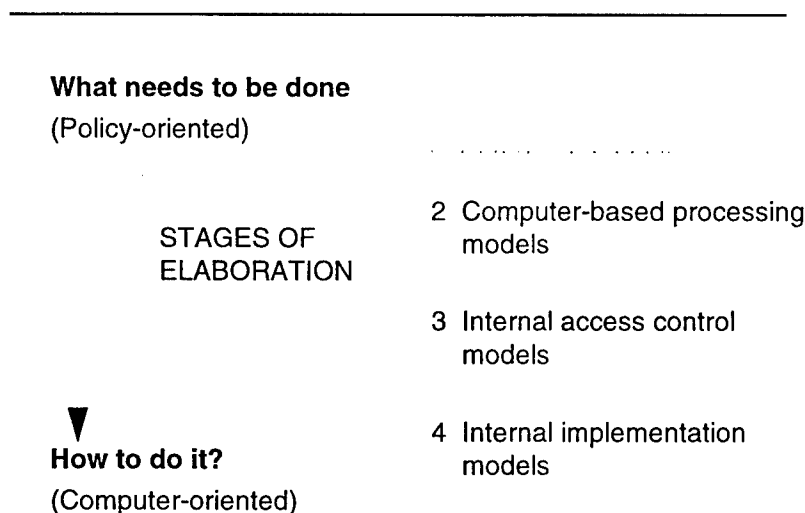 What needs to be done
(Policy-oriented)
STAGES OF
ELABORATION
2 Computer-based processing
models
3 Internal access control
models
4 Internal implementation
models
How to do it?
(Computer-oriented)